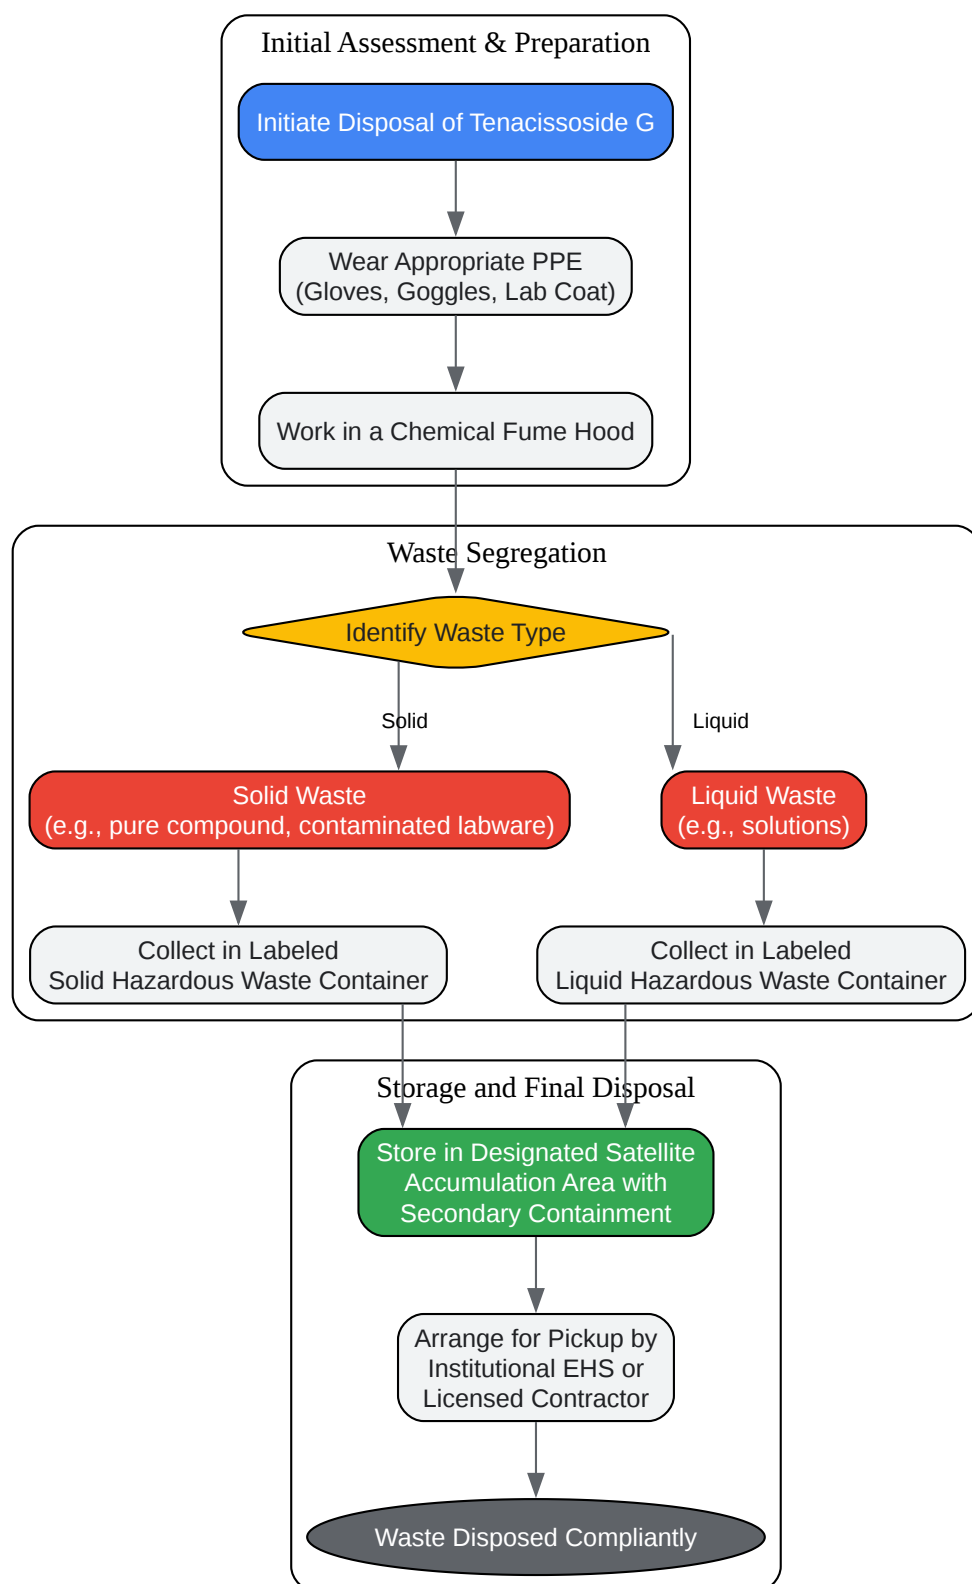 Initial Assessment & Preparation
Initiate Disposal of Tenacissoside G
Wear Appropriate PPE
(Gloves, Goggles, Lab Coat)
Work in a Chemical Fume Hood
Waste Segregation
Identify Waste Type
Solid
Liquid
Solid Waste
(e.g., pure compound, contaminated labware)
Liquid Waste
(e.g., solutions)
Collect in Labeled
Solid Hazardous Waste Container
Collect in Labeled
Liquid Hazardous Waste Container
Storage and Final Disposal
Store in Designated Satellite
Accumulation Area with
Secondary Containment
Arrange for Pickup by
Institutional EHS or
Licensed Contractor
Waste Disposed Compliantly